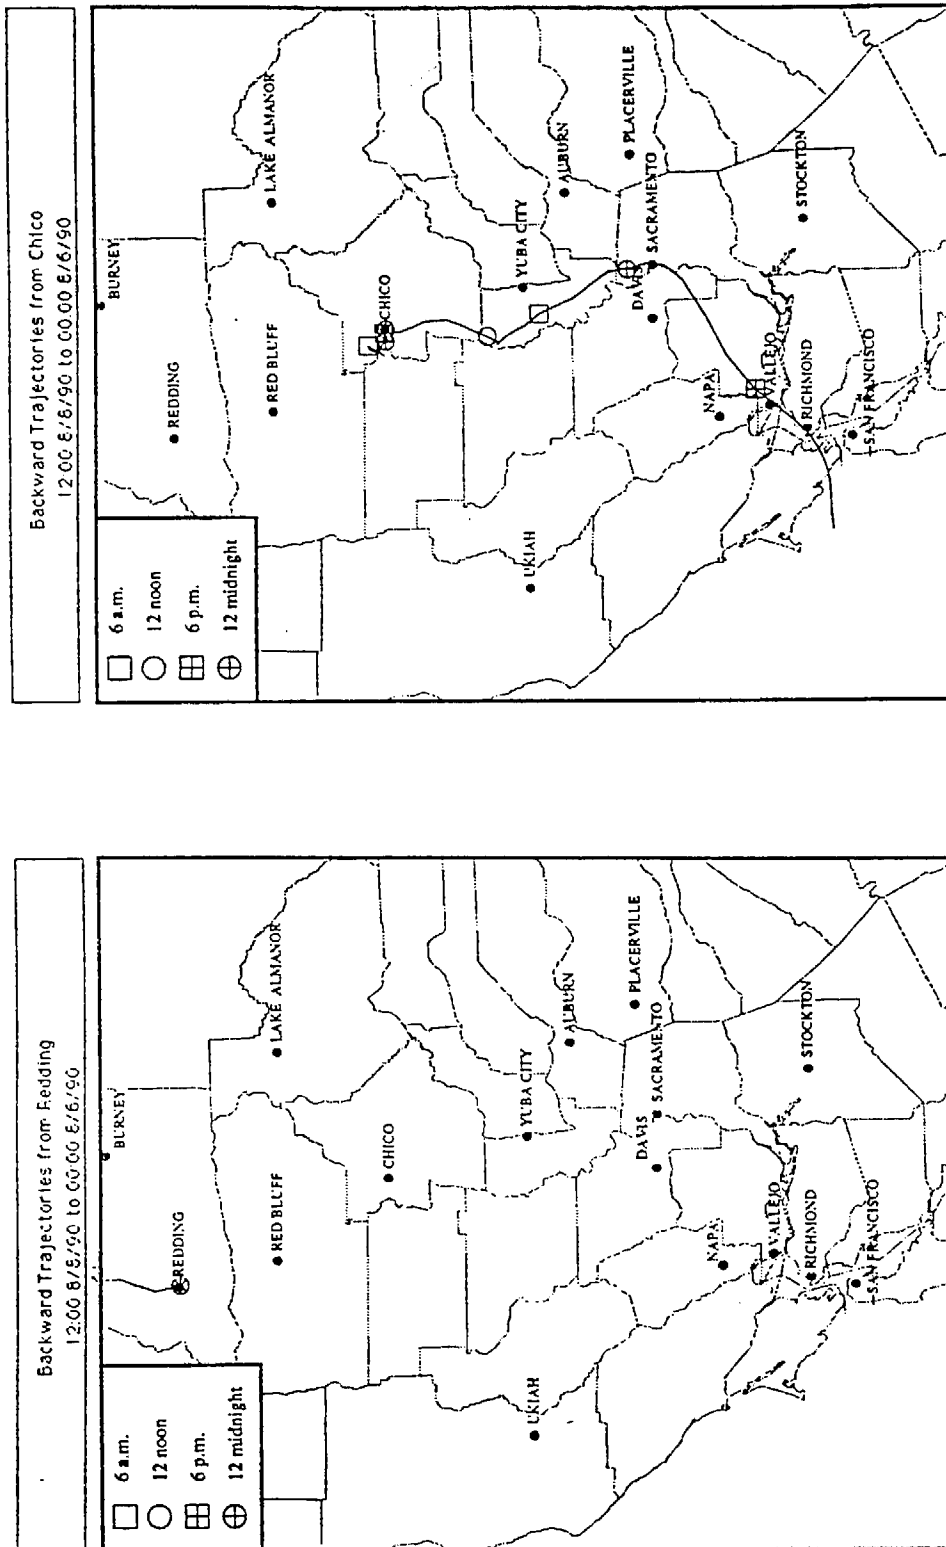 Backward Trajectories from Chico
12:00 8/8/90 to 00:00 8/6/90
BURNEY
REDDING
LAKE ALMANOR
RED BLUFF
CHICO
YUBA CITY
AUBURN
PLACERVILLE
SACRAMENTO
DAVIS
UKIAH
NAPA
VALLEJO
RICHMOND
STOCKTON
SAN FRANCISCO
6 a.m.
12 noon
6 p.m.
12 midnight
Backward Trajectories from Redding
12:00 8/8/90 to 00:00 8/6/90
BURNEY
REDDING
LAKE ALMANOR
RED BLUFF
CHICO
YUBA CITY
AUBURN
PLACERVILLE
SACRAMENTO
DAVIS
UKIAH
NAPA
VALLEJO
RICHMOND
STOCKTON
SAN FRANCISCO
6 a.m.
12 noon
6 p.m.
12 midnight